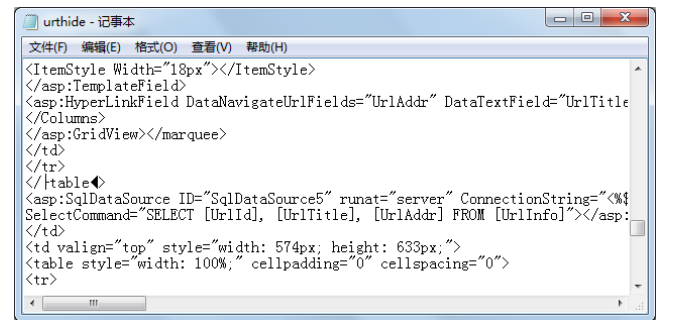 urthide - 记事本
文件(F) 编辑(E) 格式(O) 查看(V) 帮助(H)
<ItemStyle Width="18px"></ItemStyle>
</asp:TemplateField>
<asp:HyperLinkField DataNavigateUrlFields="UrlAddr" DataTextField="UrlTitle
</Columns>
</asp:GridView></marquee>
</td>
</tr>
</table>
<asp:SqlDataSource ID="SqlDataSource5" runat="server" ConnectionString="<%$
SelectCommand="SELECT [UrlId], [UrlTitle], [UrlAddr] FROM [UrlInfo]"></asp:
</td>
<td valign="top" style="width: 574px; height: 633px;">
<table style="width: 100%;" cellpadding="0" cellspacing="0">
<tr>